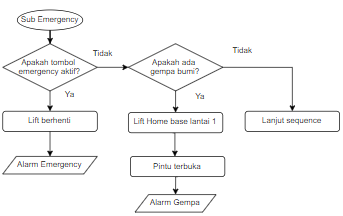 Sub Emergency
Tidak
Tidak
Apakah tombol
emergency aktif?
Apakah ada
gempa bumi?
Ya
Ya
Lift berhenti
Lift Home base lantai 1
Lanjut sequence
Alarm Emergency
Pintu terbuka
Alarm Gempa